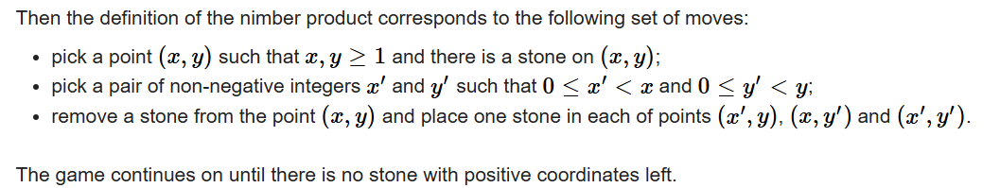 Then the definition of the nimber product corresponds to the following set of moves:
• pick a point (x, y) such that x, y ≥ 1 and there is a stone on (x, y);
• pick a pair of non-negative integers x′ and y′ such that 0 ≤ x′ < x and 0 ≤ y′ < y;
• remove a stone from the point (x, y) and place one stone in each of points (x′, y), (x, y′) and (x′, y′).
The game continues on until there is no stone with positive coordinates left.